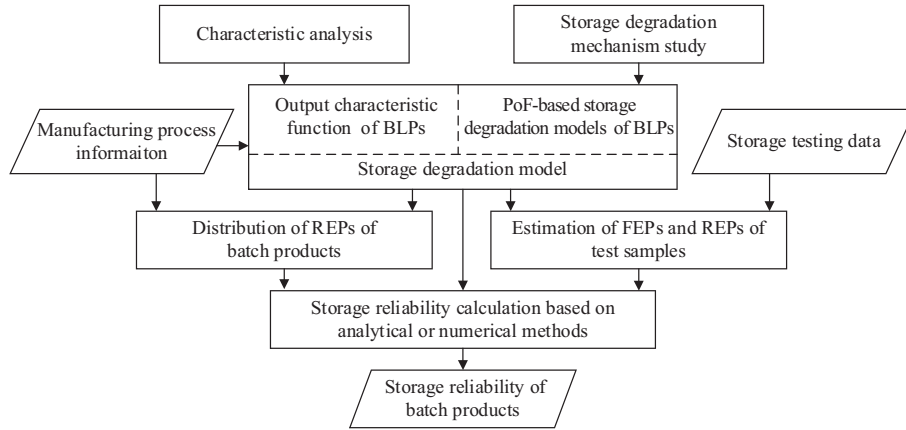 Characteristic analysis
Storage degradation
mechanism study
Output characteristic
function of BLPs
PoF-based storage
degradation models of BLPs
Manufacturing process
informaiton
Storage testing data
Storage degradation model
Distribution of REPs of
batch products
Estimation of FEPs and REPs of
test samples
Storage reliability calculation based on
analytical or numerical methods
Storage reliability of
batch products